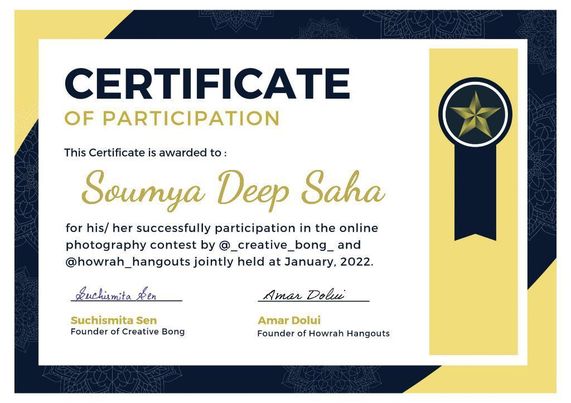 CERTIFICATE
OF PARTICIPATION
This Certificate is awarded to :
Soumya Deep Saha
for his/ her successfully participation in the online
photography contest by @_creative_bong_ and
@howrah_hangouts jointly held at January, 2022.
Suchismita Sen
Amar Dolui
Suchismita Sen
Founder of Creative Bong
Amar Dolui
Founder of Howrah Hangouts